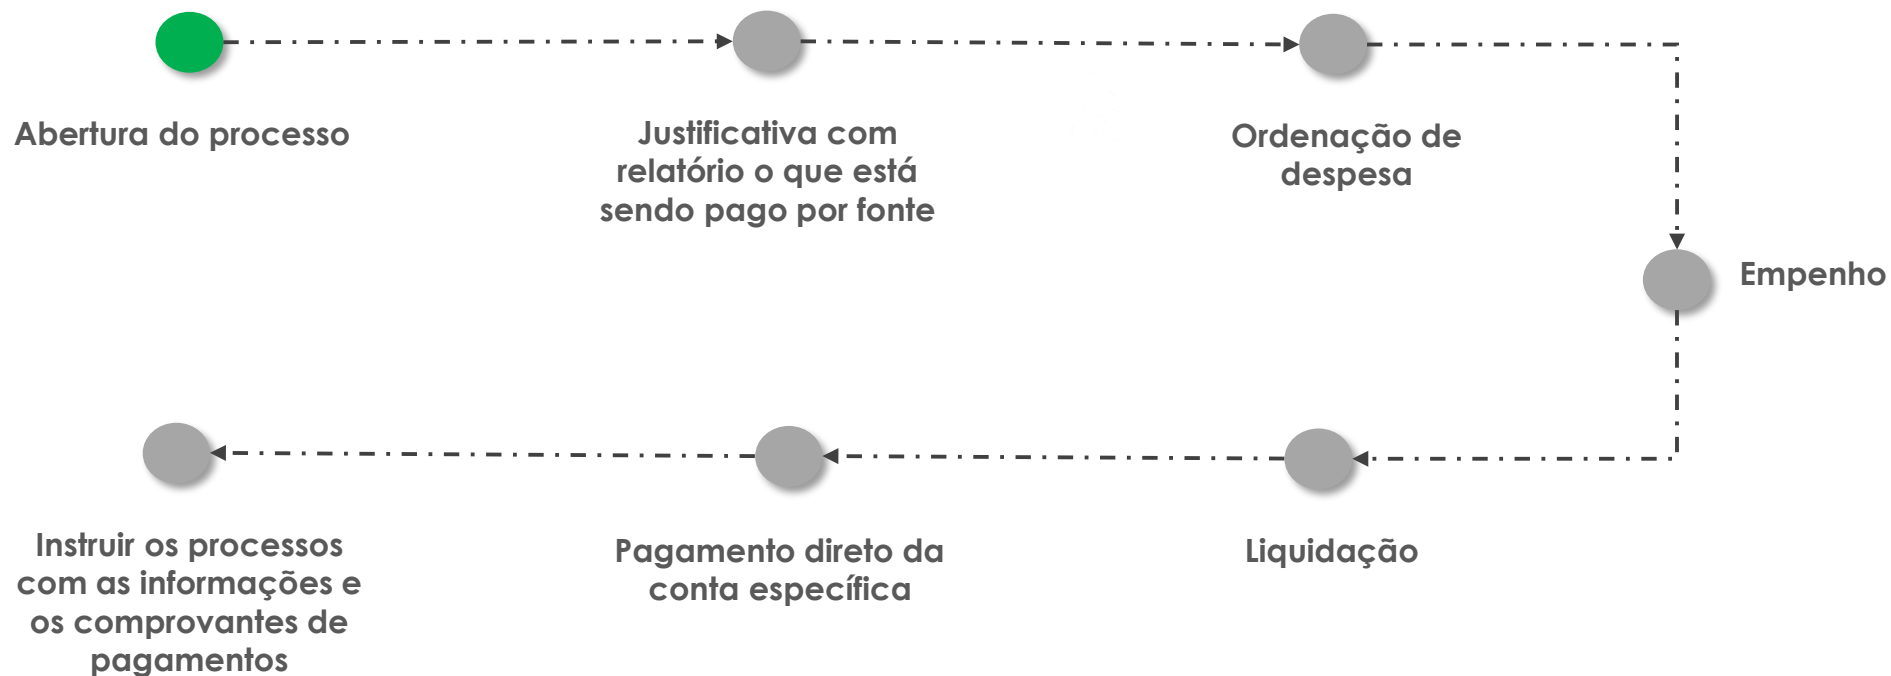 Abertura do processo
Justificativa com
relatório o que está
sendo pago por fonte
Ordenação de
despesa
Empenho
Liquidação
Pagamento direto da
conta específica
Instruir os processos
com as informações e
os comprovantes de
pagamentos